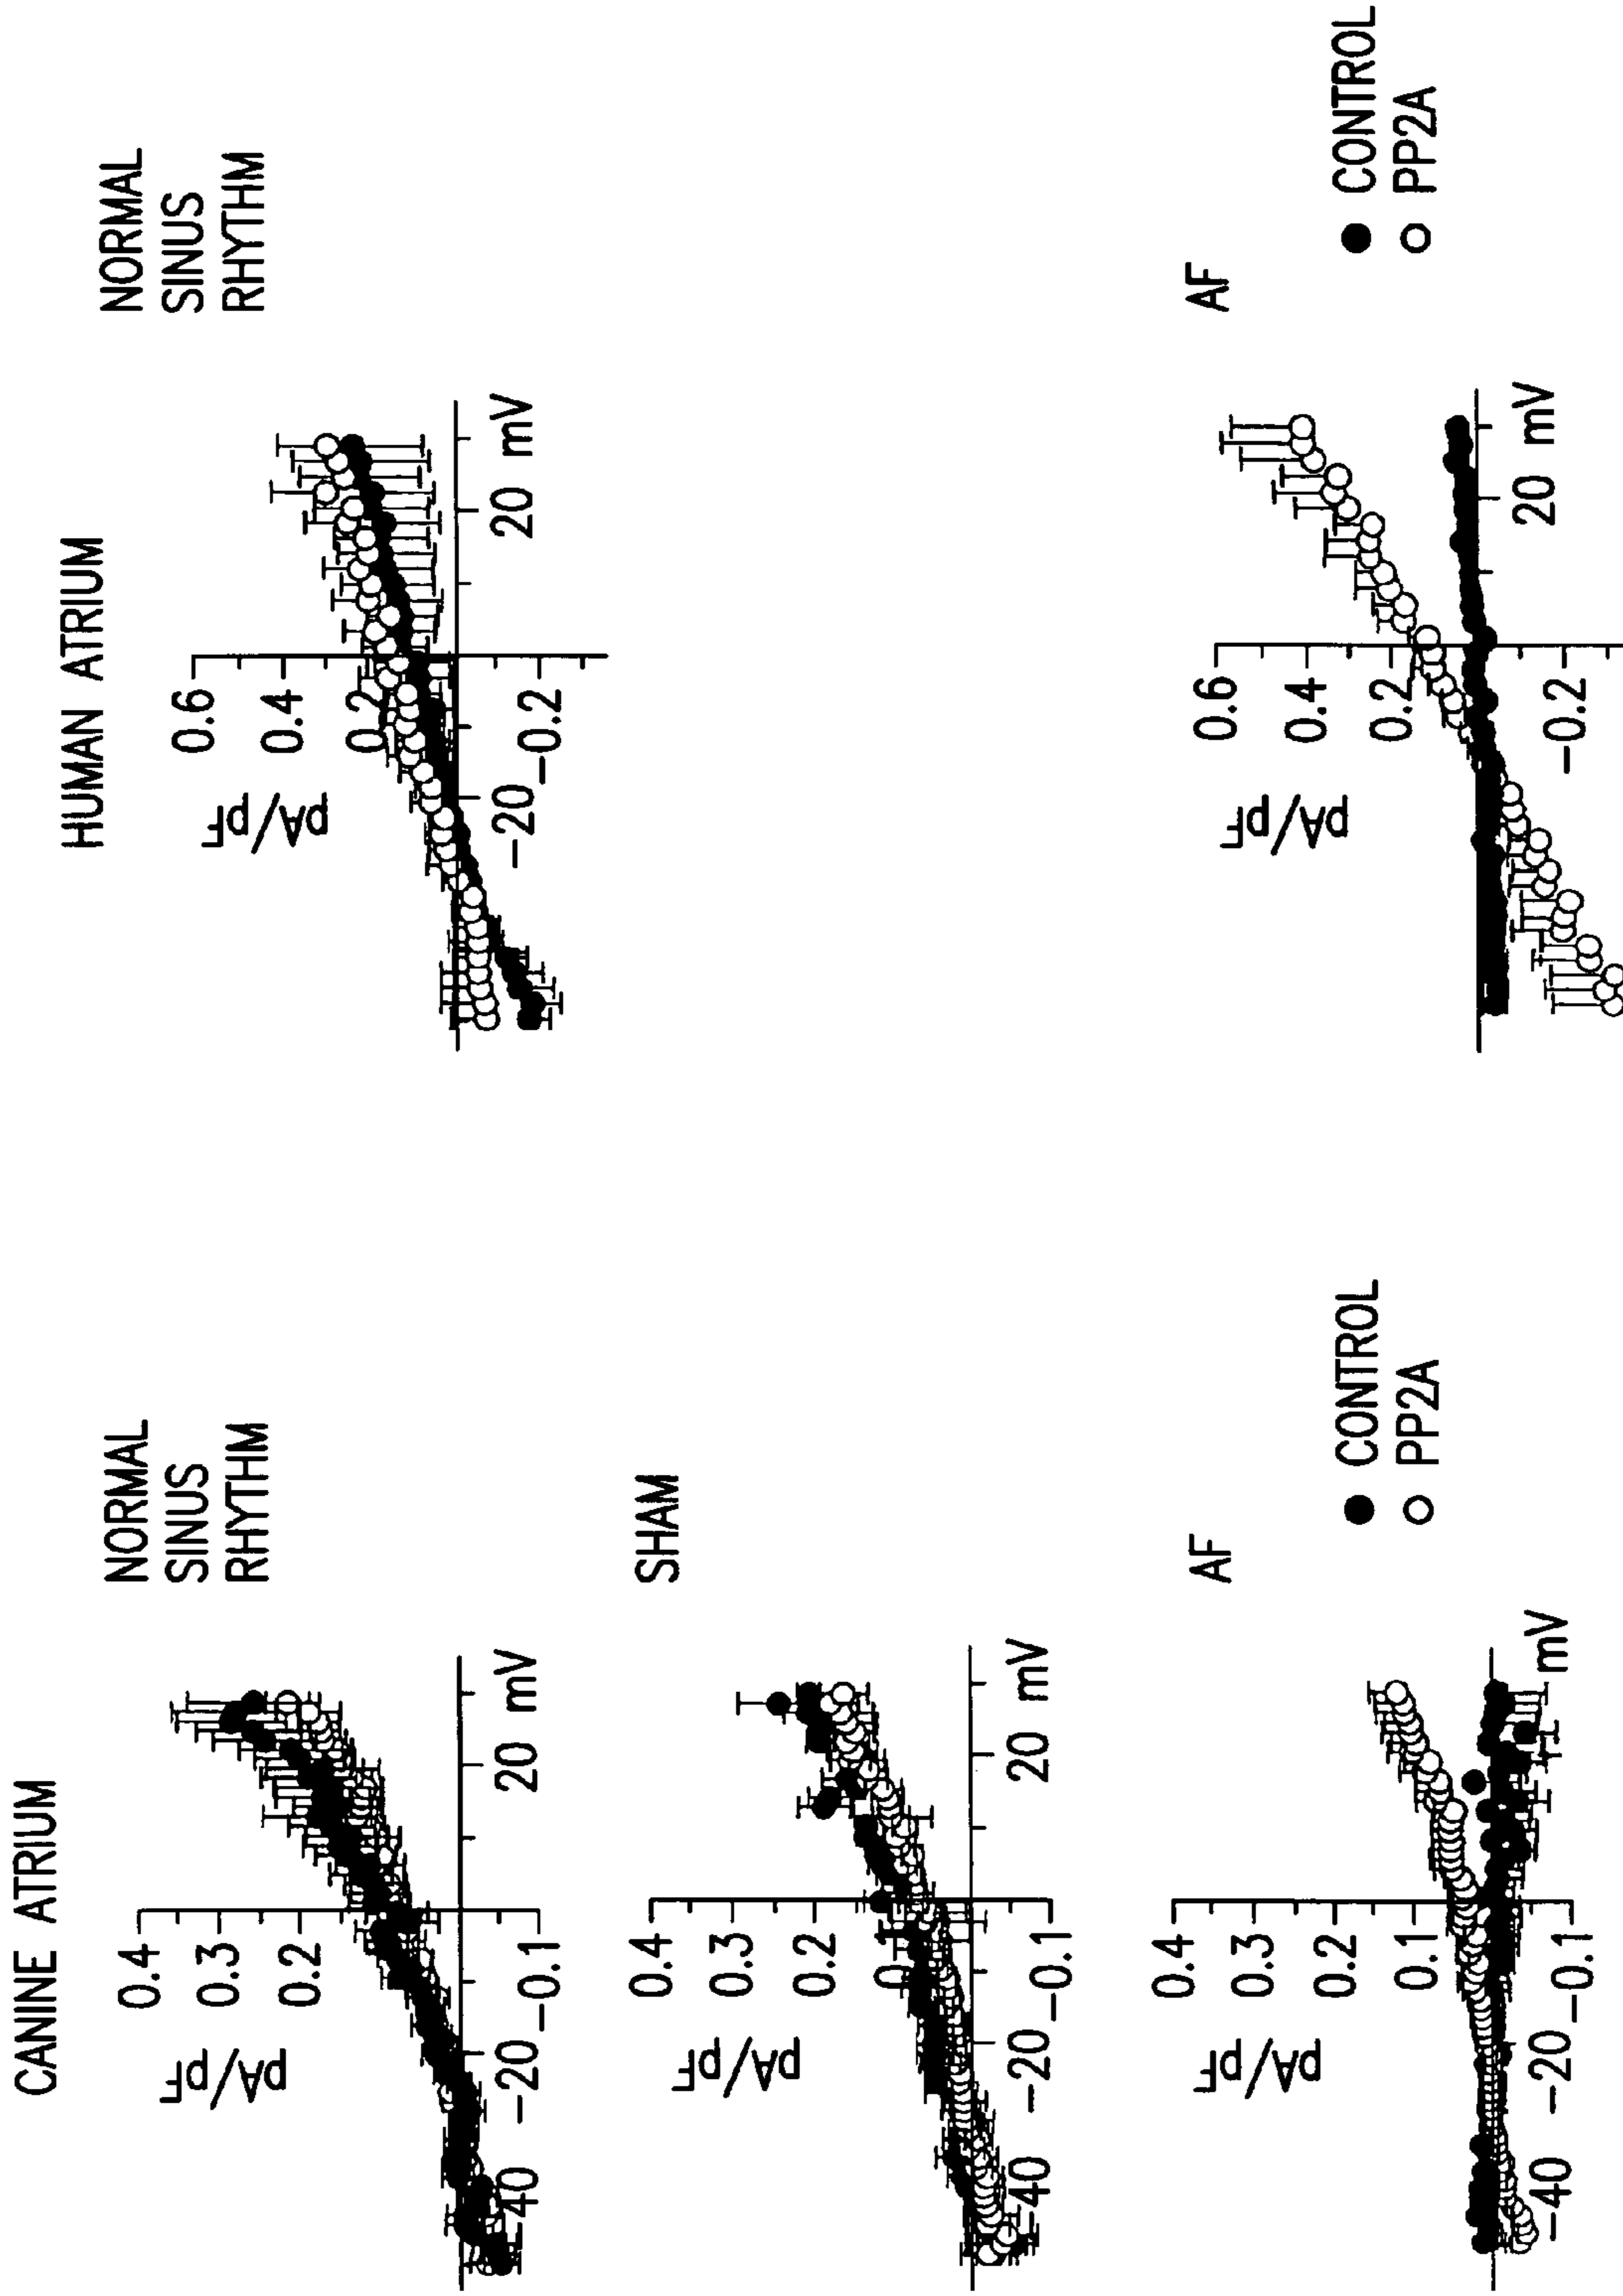 CANINE ATRIUM
NORMAL
SINUS
RHYTHM
pA/pF
0.4
0.3
0.2
-40
-20
20 mV
-0.1
SHAM
pA/pF
0.4
0.3
0.2
-40
-20
20 mV
-0.1
AF
pA/pF
0.4
0.3
0.2
0.1
-40
-20
mV
-0.1
● CONTROL
○ PP2A
HUMAN ATRIUM
NORMAL
SINUS
RHYTHM
pA/pF
0.6
0.4
0.2
-20
20 mV
-0.2
AF
pA/pF
0.6
0.4
0.2
20 mV
-0.2
● CONTROL
○ PP2A